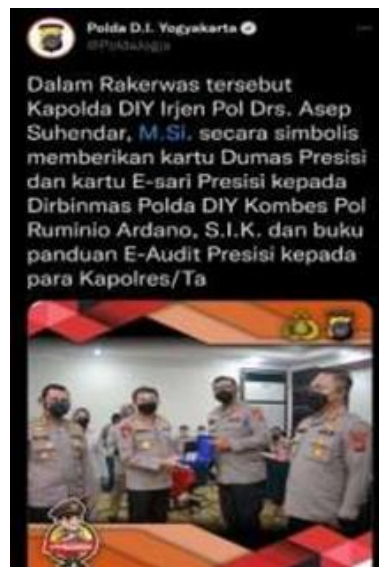 Polda D.I. Yogyakarta
@PoldaJogja
Dalam Rakerwas tersebut
Kapolda DIY Irjen Pol Drs. Asep
Suhendar, M.Si. secara simbolis
memberikan kartu Dumas Presisi
dan kartu E-sari Presisi kepada
Dirbinmas Polda DIY Kombes Pol
Ruminio Ardano, S.I.K. dan buku
panduan E-Audit Presisi kepada
para Kapolres/Ta